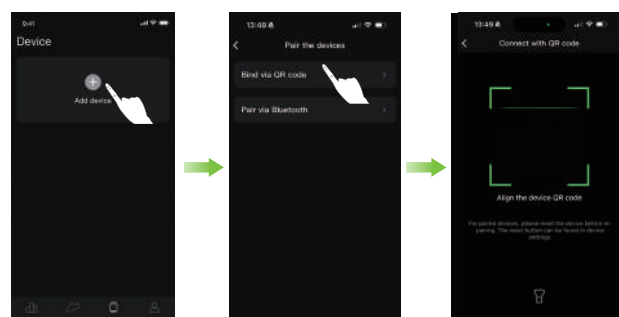 9:41
Device
Add device
13:48
Pair the devices
Bind via QR code
Pair via Bluetooth
13:49
Connect with QR code
Align the device QR code
For paired devices, please reset the device before re-
pairing. The reset button can be found in device
settings.